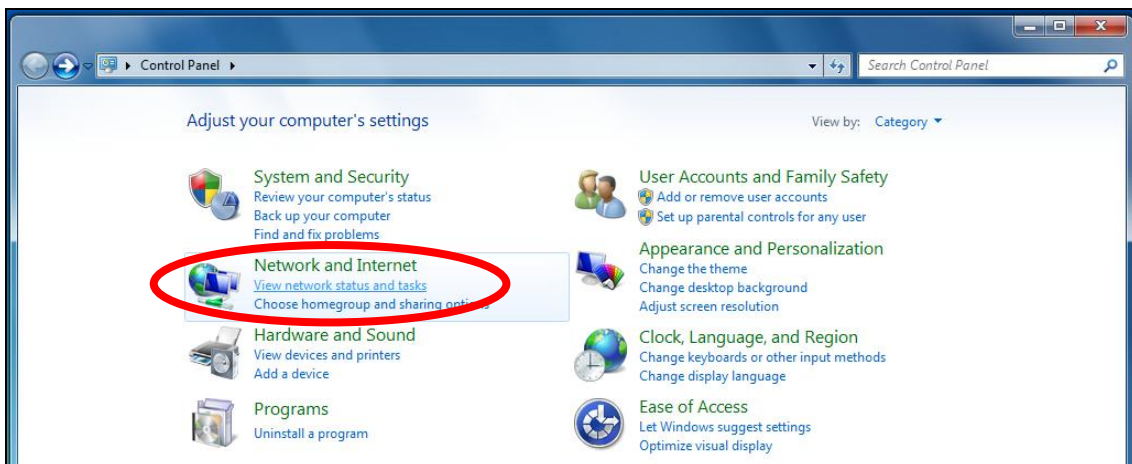 Control Panel
Search Control Panel
Adjust your computer's settings
View by: Category
System and Security
Review your computer's status
Back up your computer
Find and fix problems
Network and Internet
View network status and tasks
Choose homegroup and sharing options
Hardware and Sound
View devices and printers
Add a device
Programs
Uninstall a program
User Accounts and Family Safety
Add or remove user accounts
Set up parental controls for any user
Appearance and Personalization
Change the theme
Change desktop background
Adjust screen resolution
Clock, Language, and Region
Change keyboards or other input methods
Change display language
Ease of Access
Let Windows suggest settings
Optimize visual display